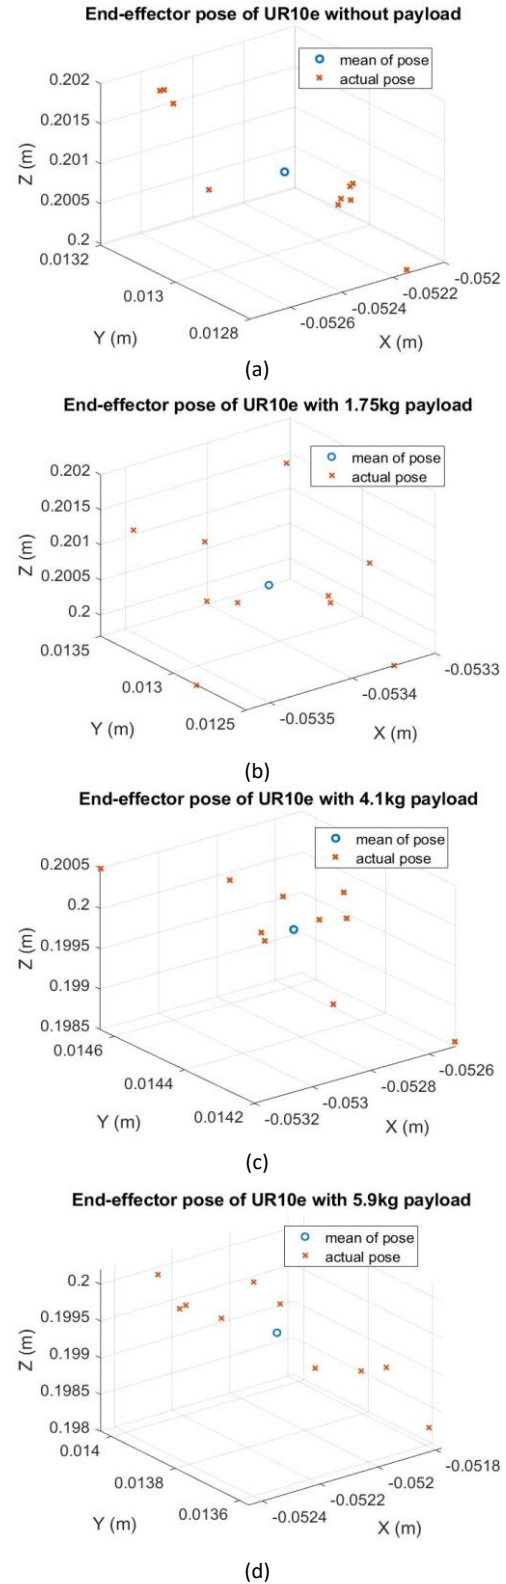 End-effector pose of UR10e without payload
mean of pose
actual pose
0.202
0.2015
0.201
0.2005
0.2
Z (m)
0.0132
0.013
0.0128
Y (m)
-0.0526
-0.0524
-0.0522
-0.052
X (m)
(a)
End-effector pose of UR10e with 1.75kg payload
mean of pose
actual pose
0.202
0.2015
0.201
0.2005
0.2
Z (m)
0.0135
0.013
0.0125
Y (m)
-0.0535
-0.0534
-0.0533
X (m)
(b)
End-effector pose of UR10e with 4.1kg payload
mean of pose
actual pose
0.2005
0.2
0.1995
0.199
0.1985
Z (m)
0.0146
0.0144
0.0142
Y (m)
-0.0532
-0.053
-0.0528
-0.0526
X (m)
(c)
End-effector pose of UR10e with 5.9kg payload
mean of pose
actual pose
0.2
0.1995
0.199
0.1985
0.198
Z (m)
0.014
0.0138
0.0136
Y (m)
-0.0524
-0.0522
-0.052
-0.0518
X (m)
(d)